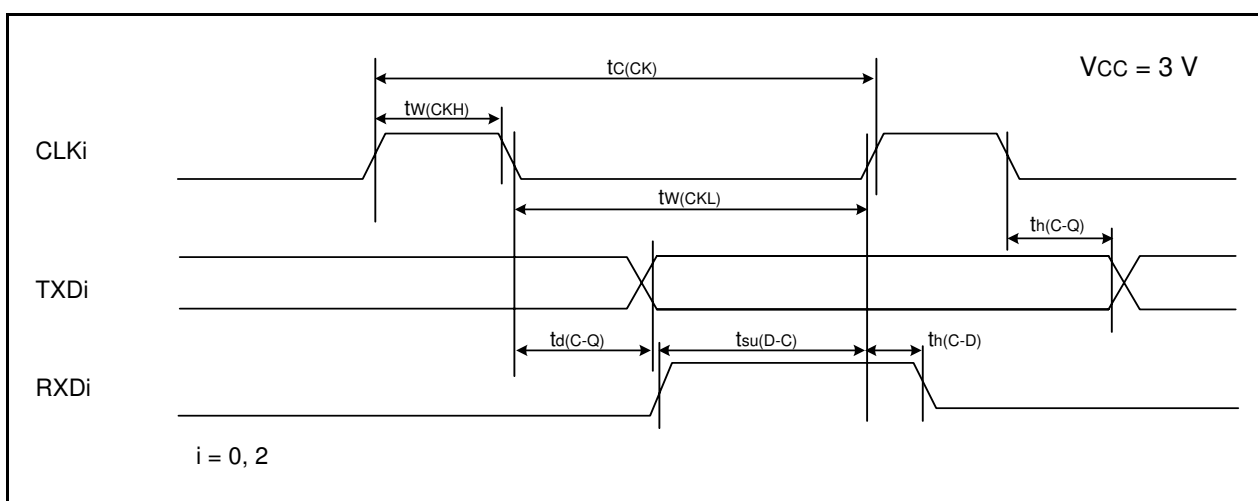 tC(CK)
VCC = 3 V
tW(CKH)
CLKi
tW(CKL)
th(C-Q)
TXDi
td(C-Q)
tsu(D-C)
th(C-D)
RXDi
i = 0, 2